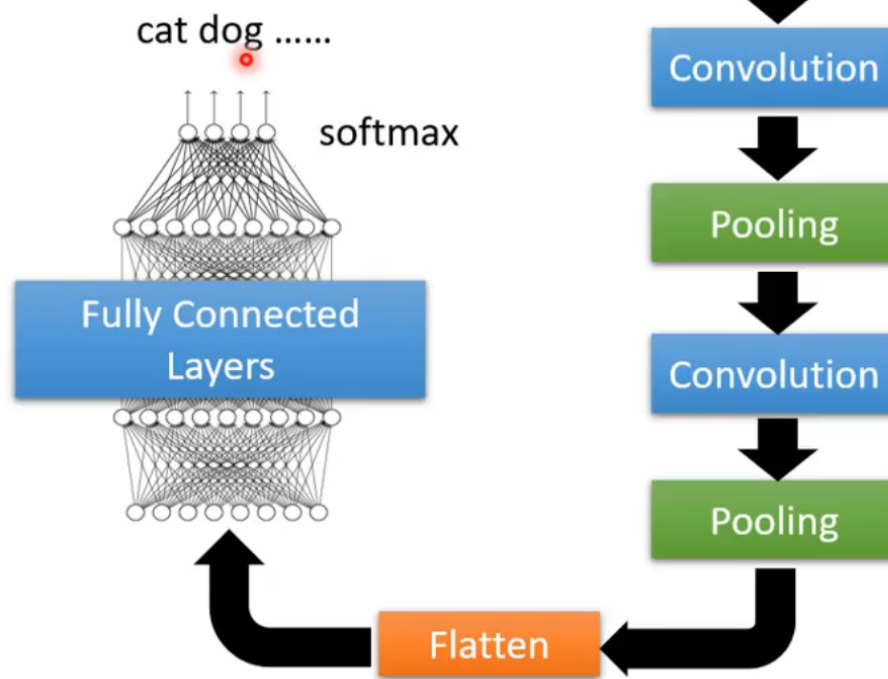 cat dog ......
softmax
Fully Connected
Layers
Convolution
Pooling
Convolution
Pooling
Flatten